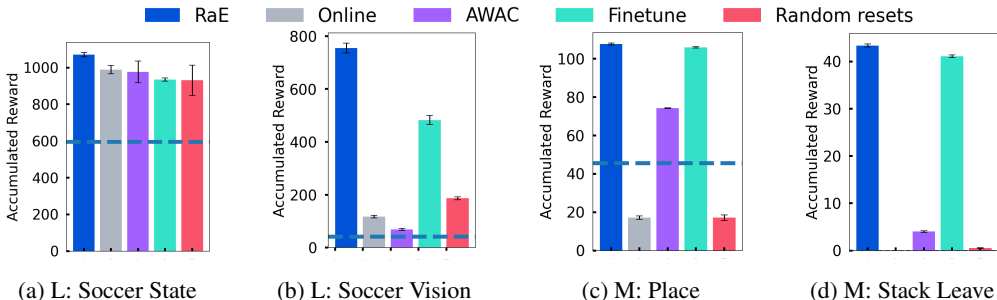 RaE Online AWAC Finetune Random resets
Accumulated Reward
1000
800
600
400
200
0
(a) L: Soccer State
Accumulated Reward
800
600
400
200
0
(b) L: Soccer Vision
Accumulated Reward
100
80
60
40
20
0
(c) M: Place
Accumulated Reward
40
30
20
10
0
(d) M: Stack Leave